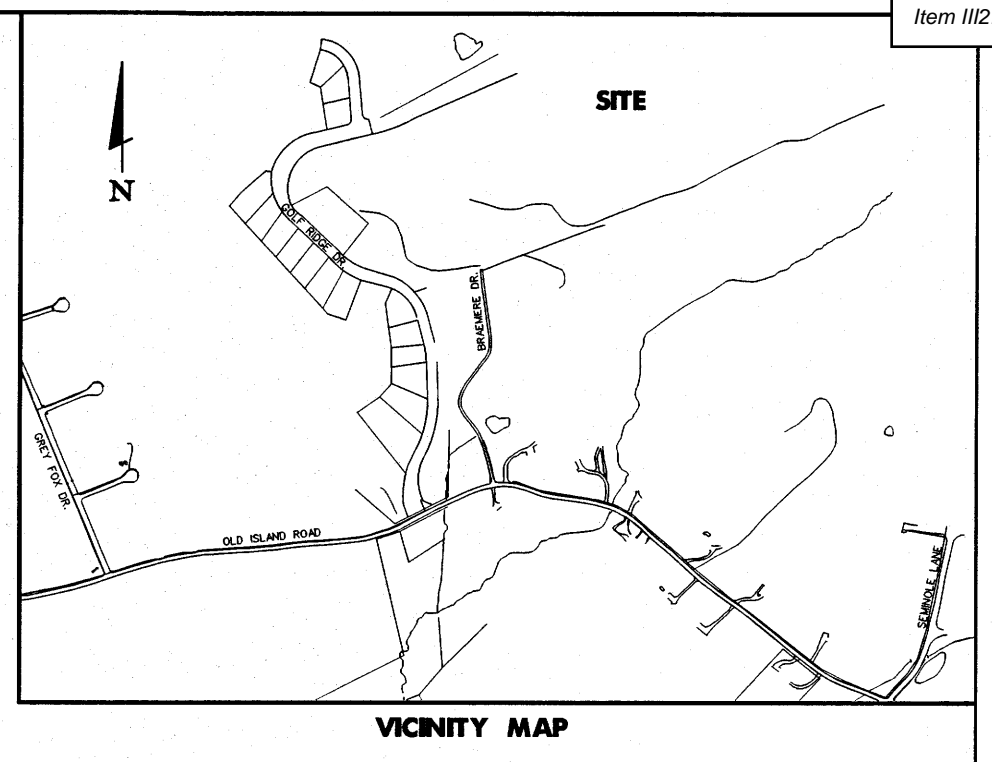 Item III2.
SITE
N
GOLF RIDGE DR.
BRAEMERE DR.
GREY FOX DR.
OLD ISLAND ROAD
SEMINOLE LANE
VICINITY MAP